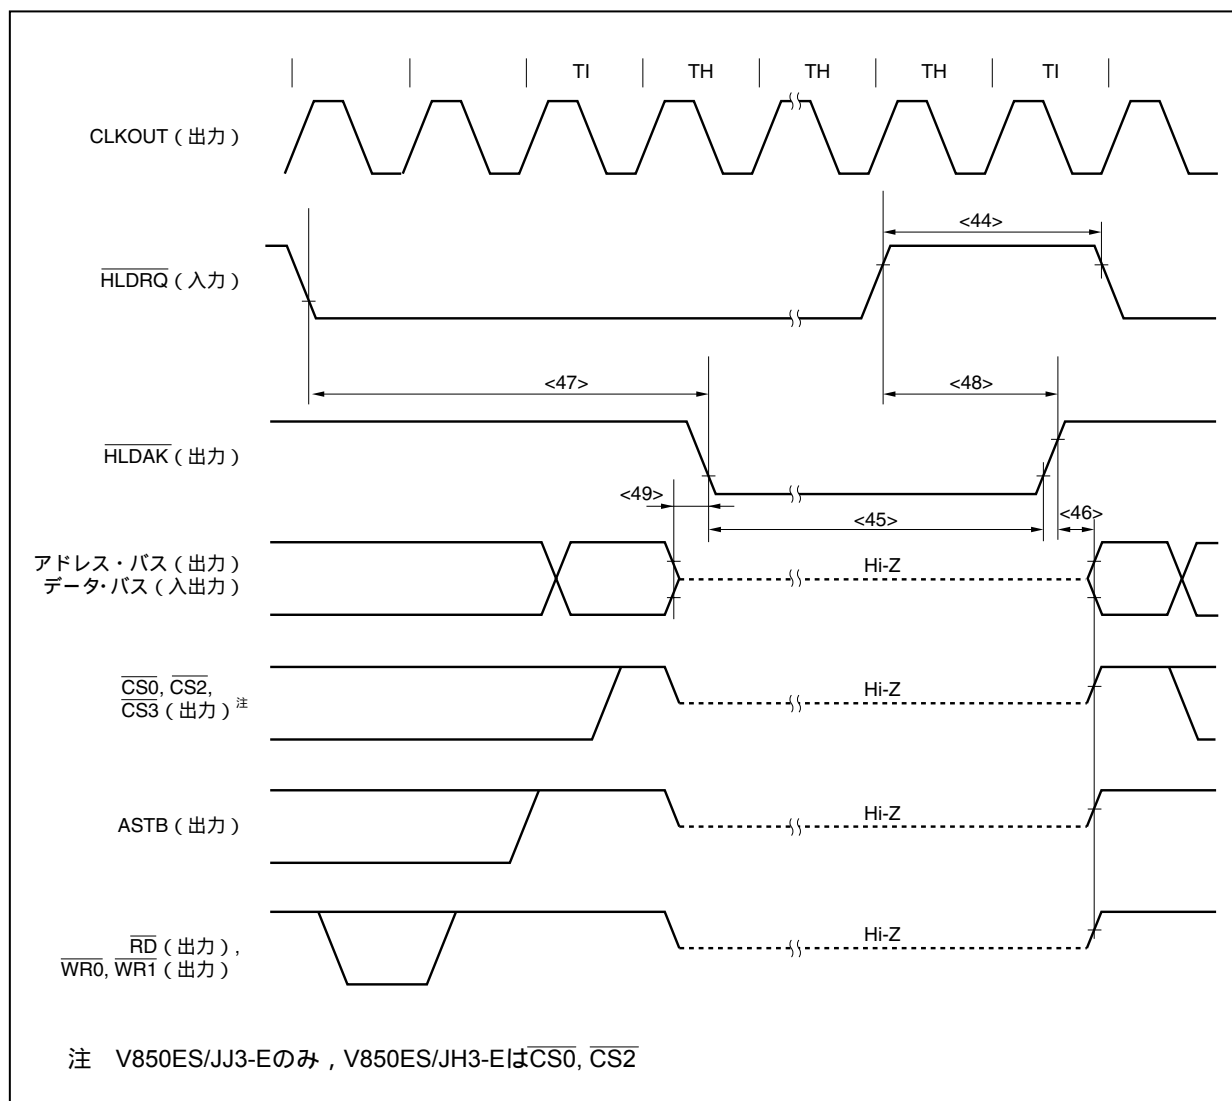 TI TH TH TH TI
CLKOUT（出力）
<44>
HLDRQ（入力）
<47> <48>
HLDAK（出力）
<49> <45> <46>
アドレス・バス（出力） Hi-Z
データ・バス（入出力）
CS0, CS2, Hi-Z
CS3（出力）注
ASTB（出力） Hi-Z
RD（出力）, Hi-Z
WR0, WR1（出力）
注 V850ES/JJ3-Eのみ，V850ES/JH3-EはCS0, CS2